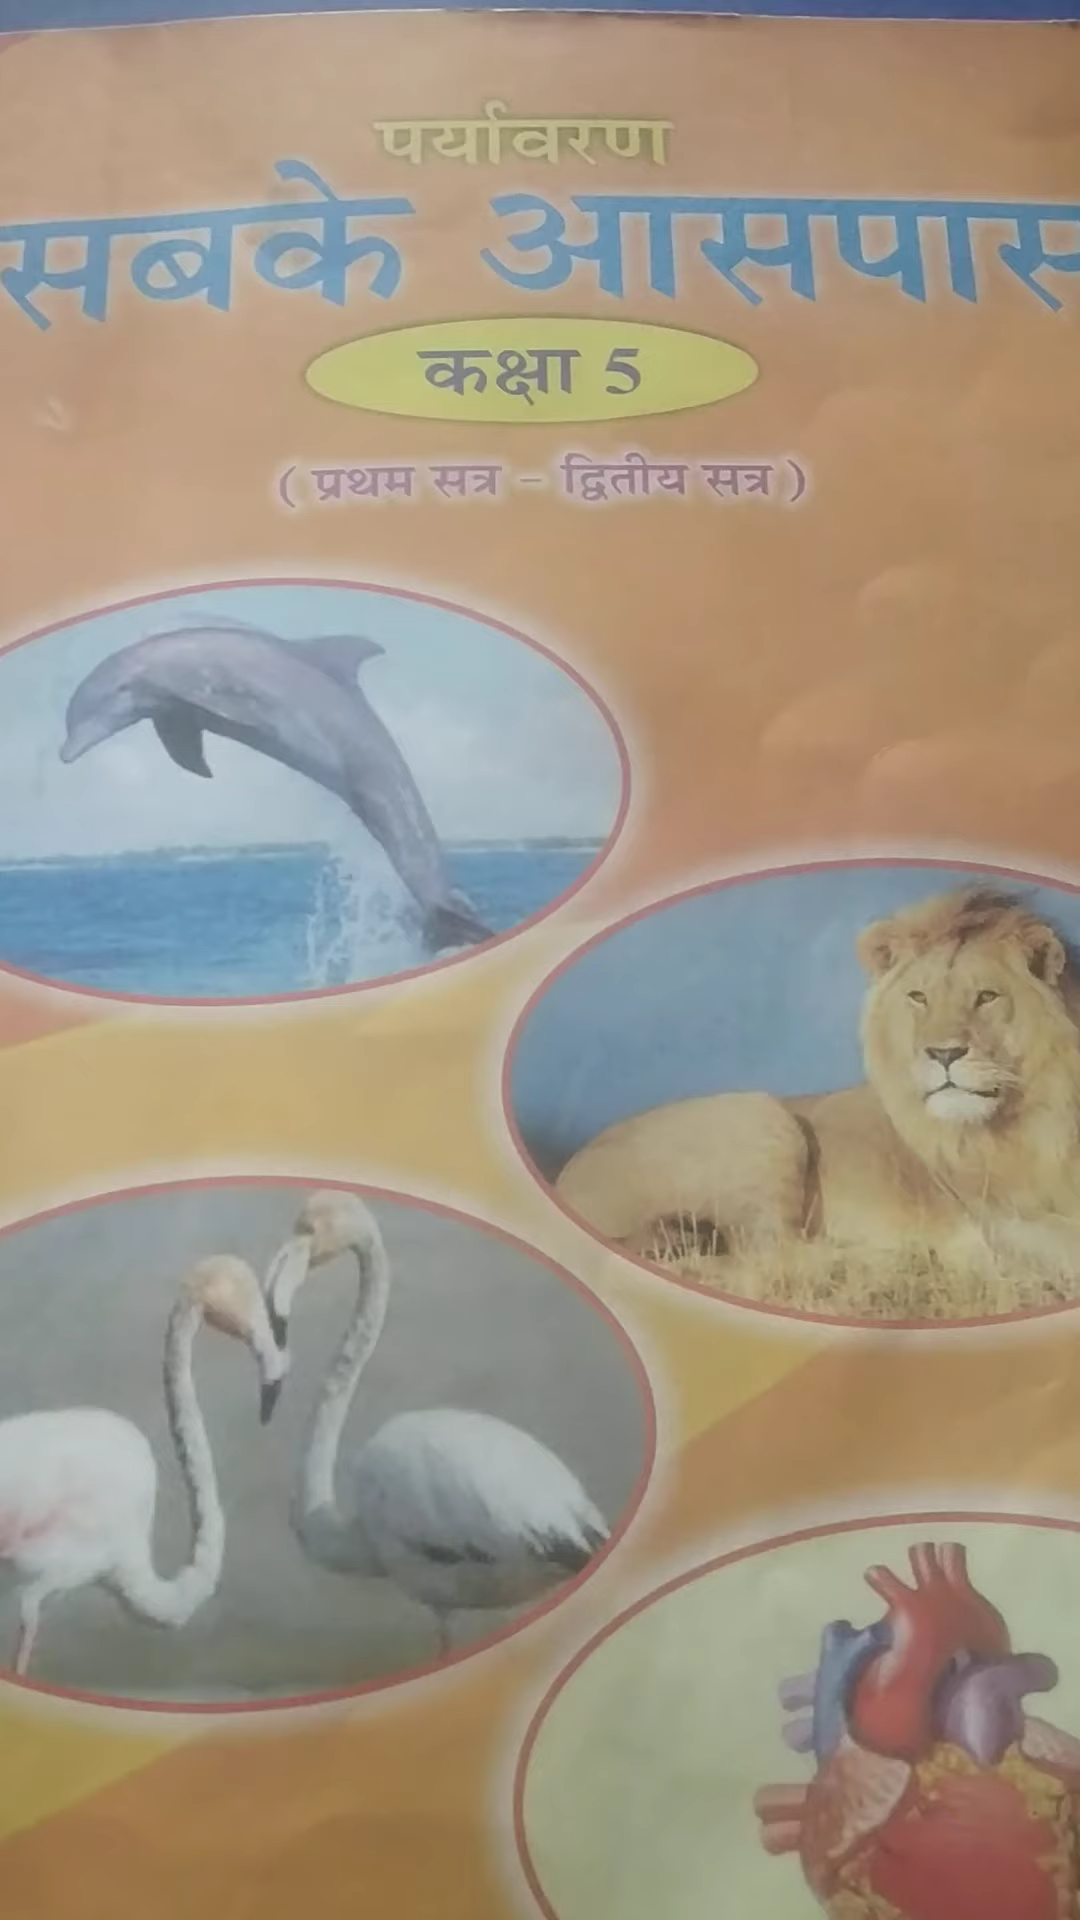 पर्यावरण
सबके आसपास
कक्षा 5
( प्रथम सत्र - द्वितीय सत्र )